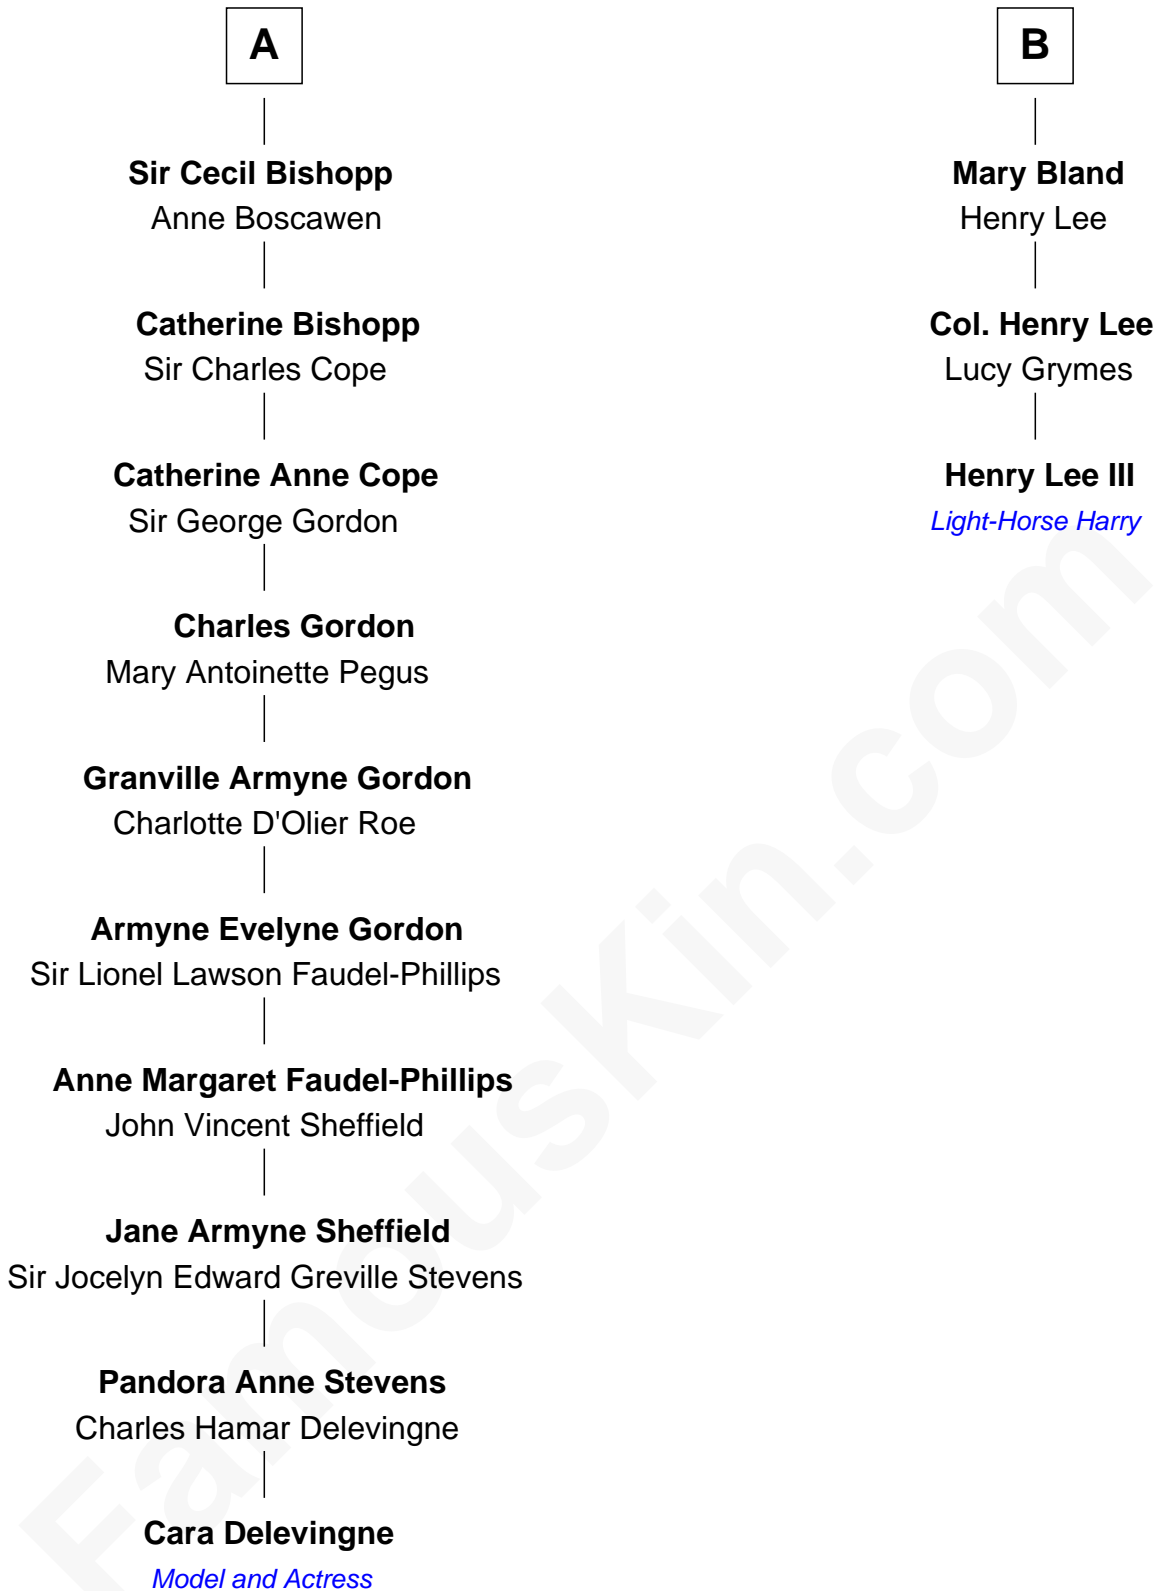 A
Sir Cecil Bishopp
Anne Boscawen
Catherine Bishopp
Sir Charles Cope
Catherine Anne Cope
Sir George Gordon
Charles Gordon
Mary Antoinette Pegus
Granville Armyne Gordon
Charlotte D'Olier Roe
Armyne Evelyne Gordon
Sir Lionel Lawson Faudel-Phillips
Anne Margaret Faudel-Phillips
John Vincent Sheffield
Jane Armyne Sheffield
Sir Jocelyn Edward Greville Stevens
Pandora Anne Stevens
Charles Hamar Delevingne
Cara Delevingne
Model and Actress
B
Mary Bland
Henry Lee
Col. Henry Lee
Lucy Grymes
Henry Lee III
Light-Horse Harry
FamousKin.com